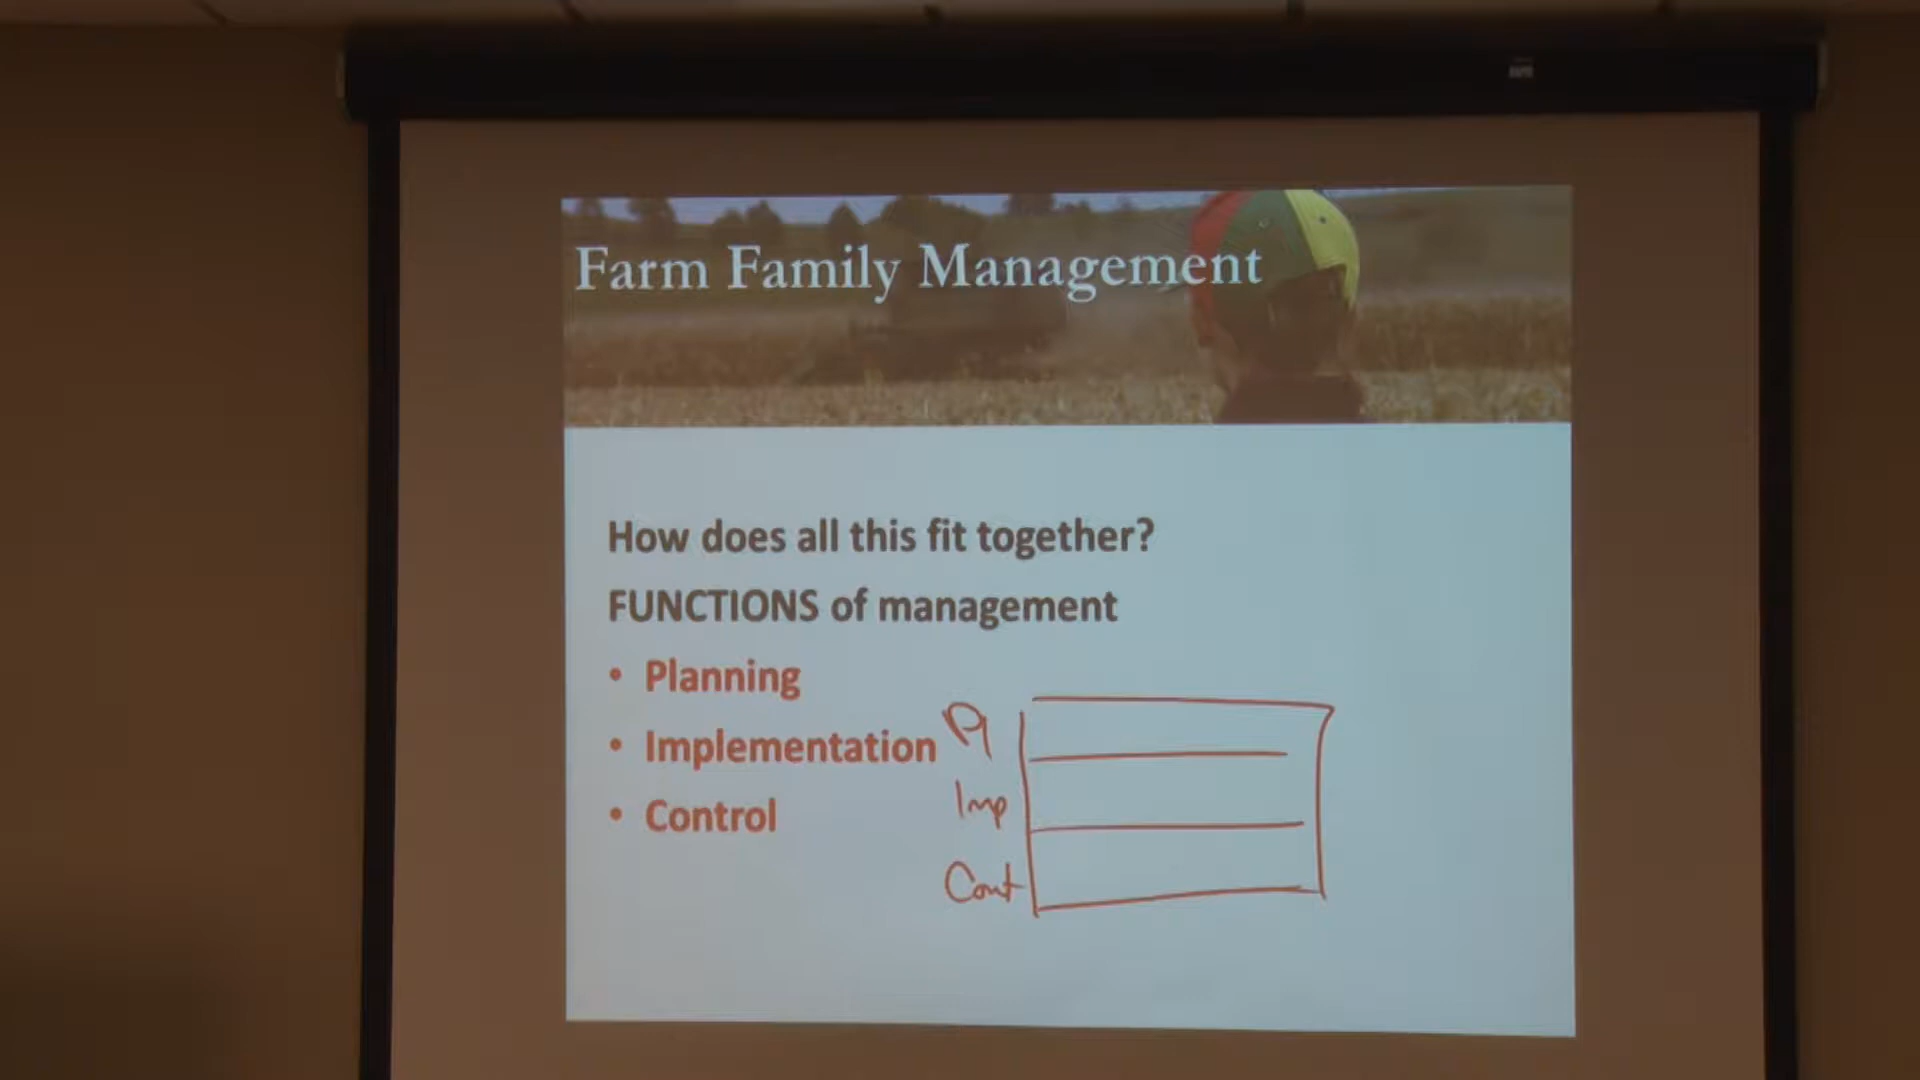 Farm Family Management
How does all this fit together?
FUNCTIONS of management
• Planning
• Implementation
• Control
Pl
Imp
Cont